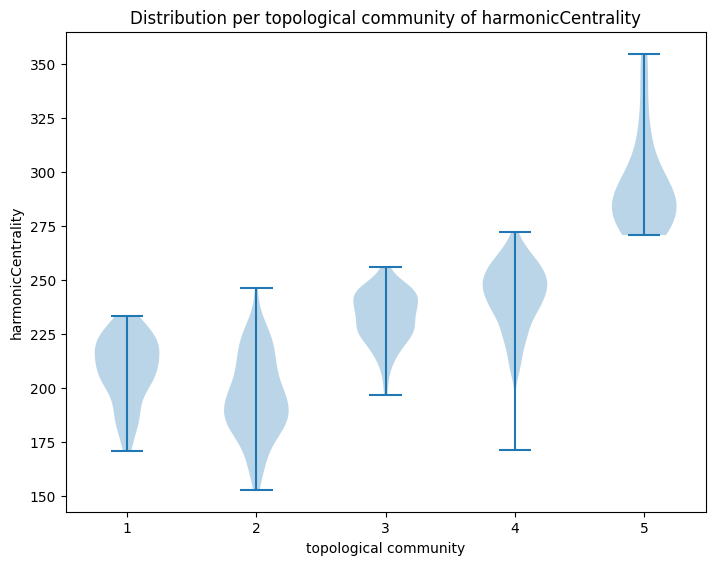 Distribution per topological community of harmonicCentrality
harmonicCentrality
350
325
300
275
250
225
200
175
150
1 2 3 4 5
topological community